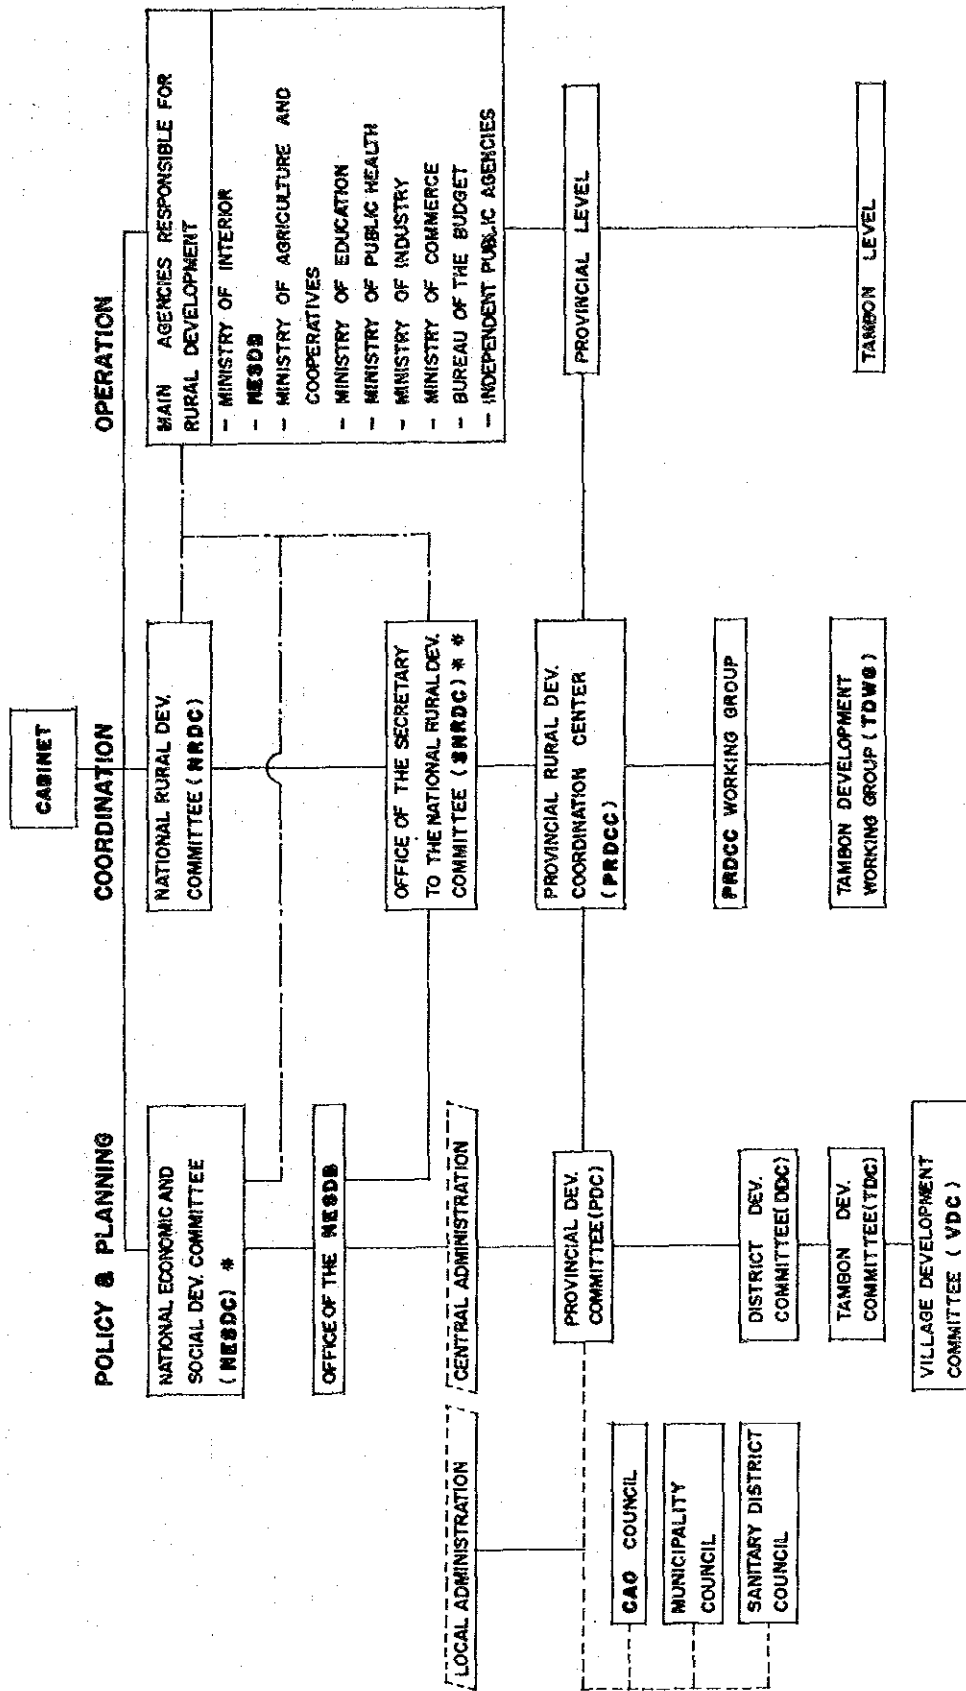 CABINET
POLICY & PLANNING
COORDINATION
OPERATION
NATIONAL ECONOMIC AND
SOCIAL DEV. COMMITTEE
(NESDC) *
OFFICE OF THE NESDB
LOCAL ADMINISTRATION
CENTRAL ADMINISTRATION
PROVINCIAL DEV.
COMMITTEE(PDC)
CAO COUNCIL
MUNICIPALITY
COUNCIL
SANITARY DISTRICT
COUNCIL
DISTRICT DEV.
COMMITTEE(DDC)
TAMBON DEV.
COMMITTEE(TDC)
VILLAGE DEVELOPMENT
COMMITTEE (VDC)
NATIONAL RURAL DEV.
COMMITTEE (NRDC)
OFFICE OF THE SECRETARY
TO THE NATIONAL RURAL DEV.
COMMITTEE (SNRDC) * *
PROVINCIAL RURAL DEV.
COORDINATION CENTER
(PRDCC)
PRDCC WORKING GROUP
TAMBON DEVELOPMENT
WORKING GROUP (TDWG)
MAIN AGENCIES RESPONSIBLE FOR
RURAL DEVELOPMENT
- MINISTRY OF INTERIOR
- NESDB
- MINISTRY OF AGRICULTURE AND
COOPERATIVES
- MINISTRY OF EDUCATION
- MINISTRY OF PUBLIC HEALTH
- MINISTRY OF INDUSTRY
- MINISTRY OF COMMERCE
- BUREAU OF THE BUDGET
- INDEPENDENT PUBLIC AGENCIES
PROVINCIAL LEVEL
TAMBON LEVEL